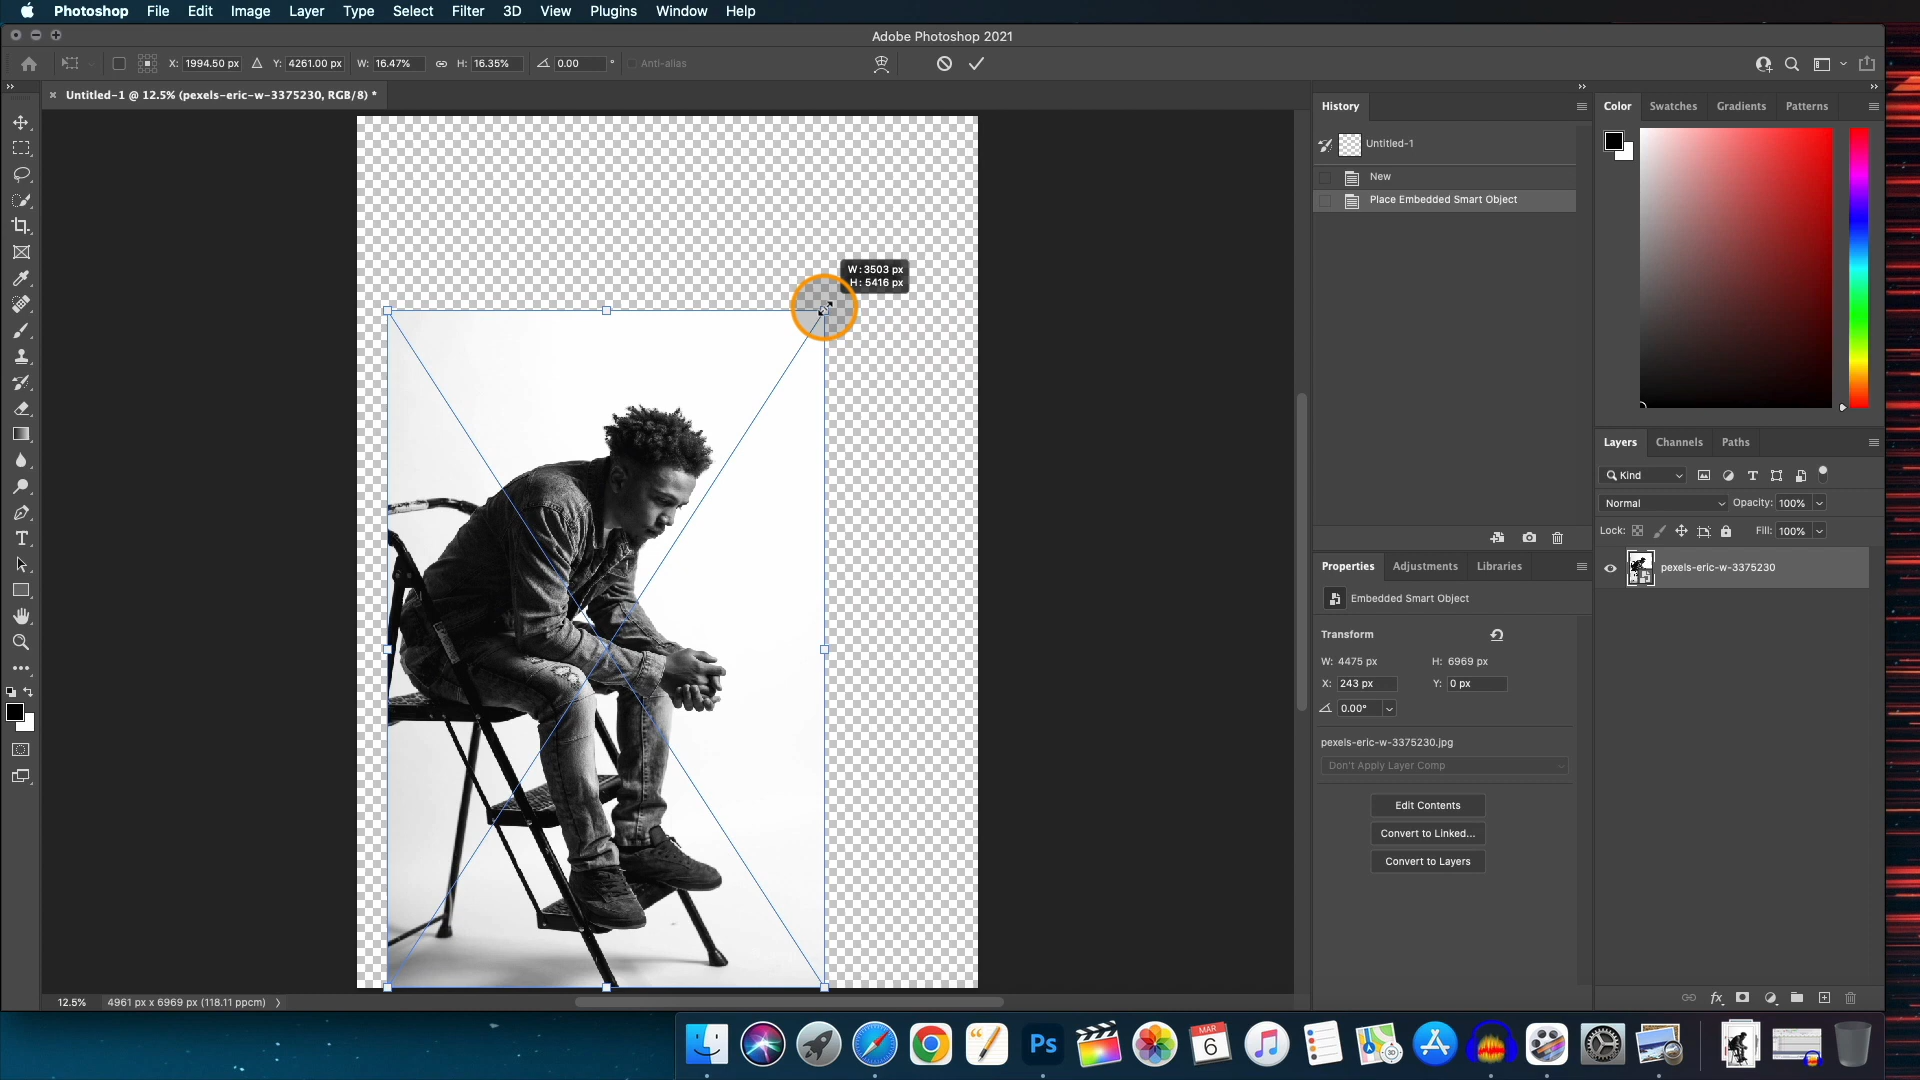 Photoshop File Edit Image Layer Type Select Filter 3D View Plugins Window Help
Adobe Photoshop 2021
X: 1994.50 px Y: 4261.00 px W: 16.47% H: 16.35% 0.00 ° Anti-alias
Untitled-1 @ 12.5% (pexels-eric-w-3375230, RGB/8) *
W: 3503 px
H: 5416 px
12.5% 4961 px x 6969 px (118.11 ppcm)
History
Untitled-1
New
Place Embedded Smart Object
Properties Adjustments Libraries
Embedded Smart Object
Transform
W: 4475 px H: 6969 px
X: 243 px Y: 0 px
0.00°
pexels-eric-w-3375230.jpg
Don't Apply Layer Comp
Edit Contents
Convert to Linked...
Convert to Layers
Color Swatches Gradients Patterns
Layers Channels Paths
Kind
Normal Opacity: 100%
Lock: Fill: 100%
pexels-eric-w-3375230
fx
Ps
MAR
6
3D